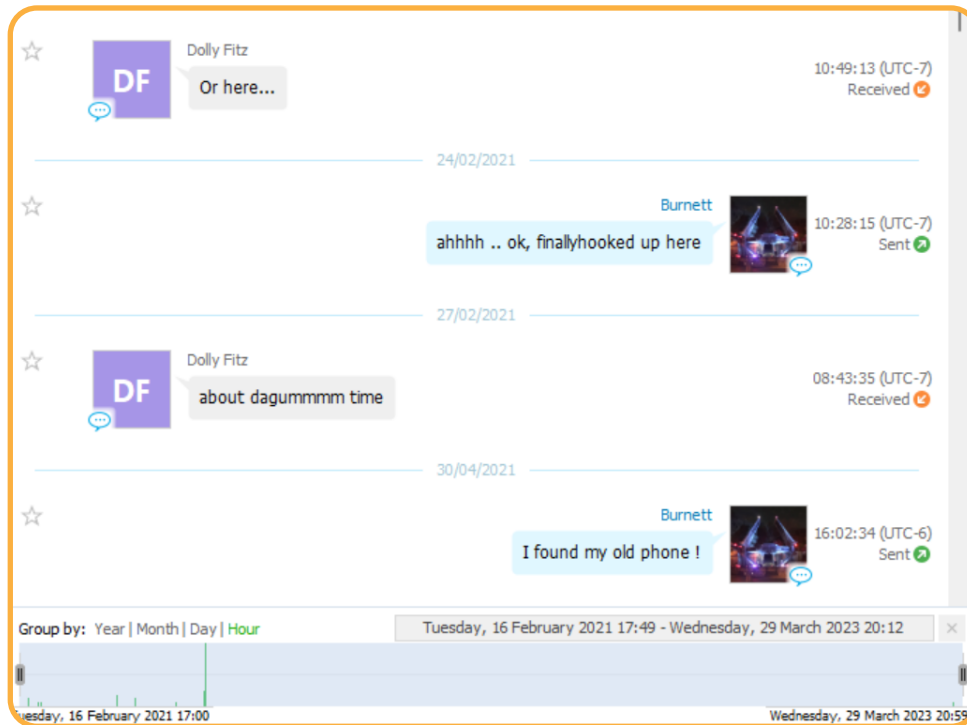 Dolly Fitz
DF
Or here...
10:49:13 (UTC-7)
Received
24/02/2021
Burnett
ahhhh .. ok, finallyhooked up here
10:28:15 (UTC-7)
Sent
27/02/2021
Dolly Fitz
DF
about dagummmm time
08:43:35 (UTC-7)
Received
30/04/2021
Burnett
I found my old phone !
16:02:34 (UTC-6)
Sent
Group by: Year | Month | Day | Hour
Tuesday, 16 February 2021 17:49 - Wednesday, 29 March 2023 20:12
uesday, 16 February 2021 17:00
Wednesday, 29 March 2023 20:59